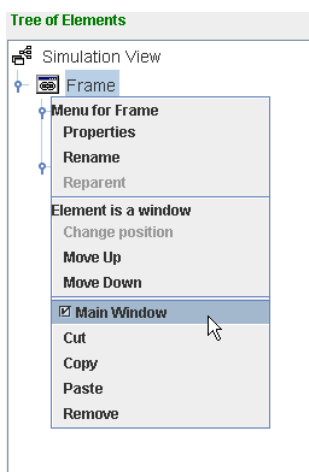 Tree of Elements
Simulation View
Frame
Menu for Frame
Properties
Rename
Reparent
Element is a window
Change position
Move Up
Move Down
Main Window
Cut
Copy
Paste
Remove